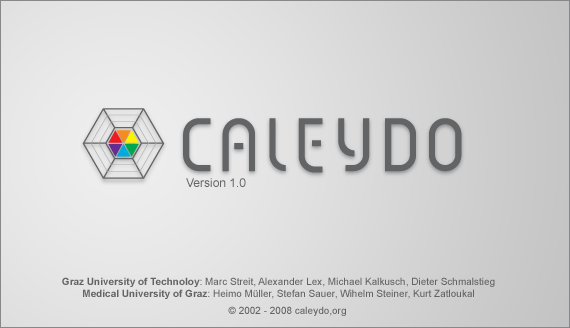 CALEYDO
Version 1.0
Graz University of Technoloy: Marc Streit, Alexander Lex, Michael Kalkusch, Dieter Schmalstieg
Medical University of Graz: Heimo Müller, Stefan Sauer, Wihelm Steiner, Kurt Zatloukal
© 2002 - 2008 caleydo,org